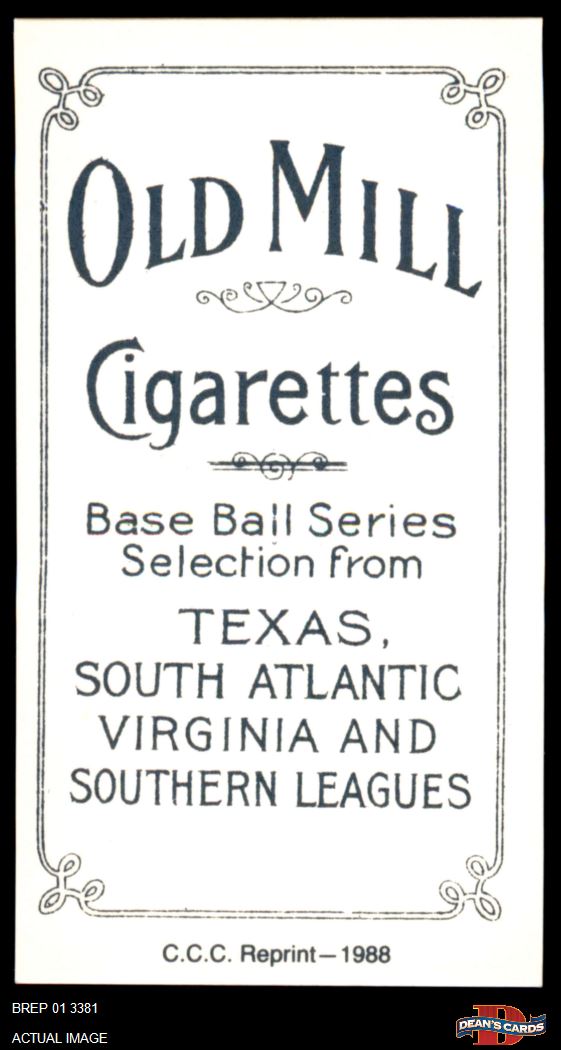 OLD MILL
Cigarettes
Base Ball Series
Selection from
TEXAS,
SOUTH ATLANTIC
VIRGINIA AND
SOUTHERN LEAGUES
C.C.C. Reprint—1988
BREP 01 3381
ACTUAL IMAGE
D
DEAN'S CARDS